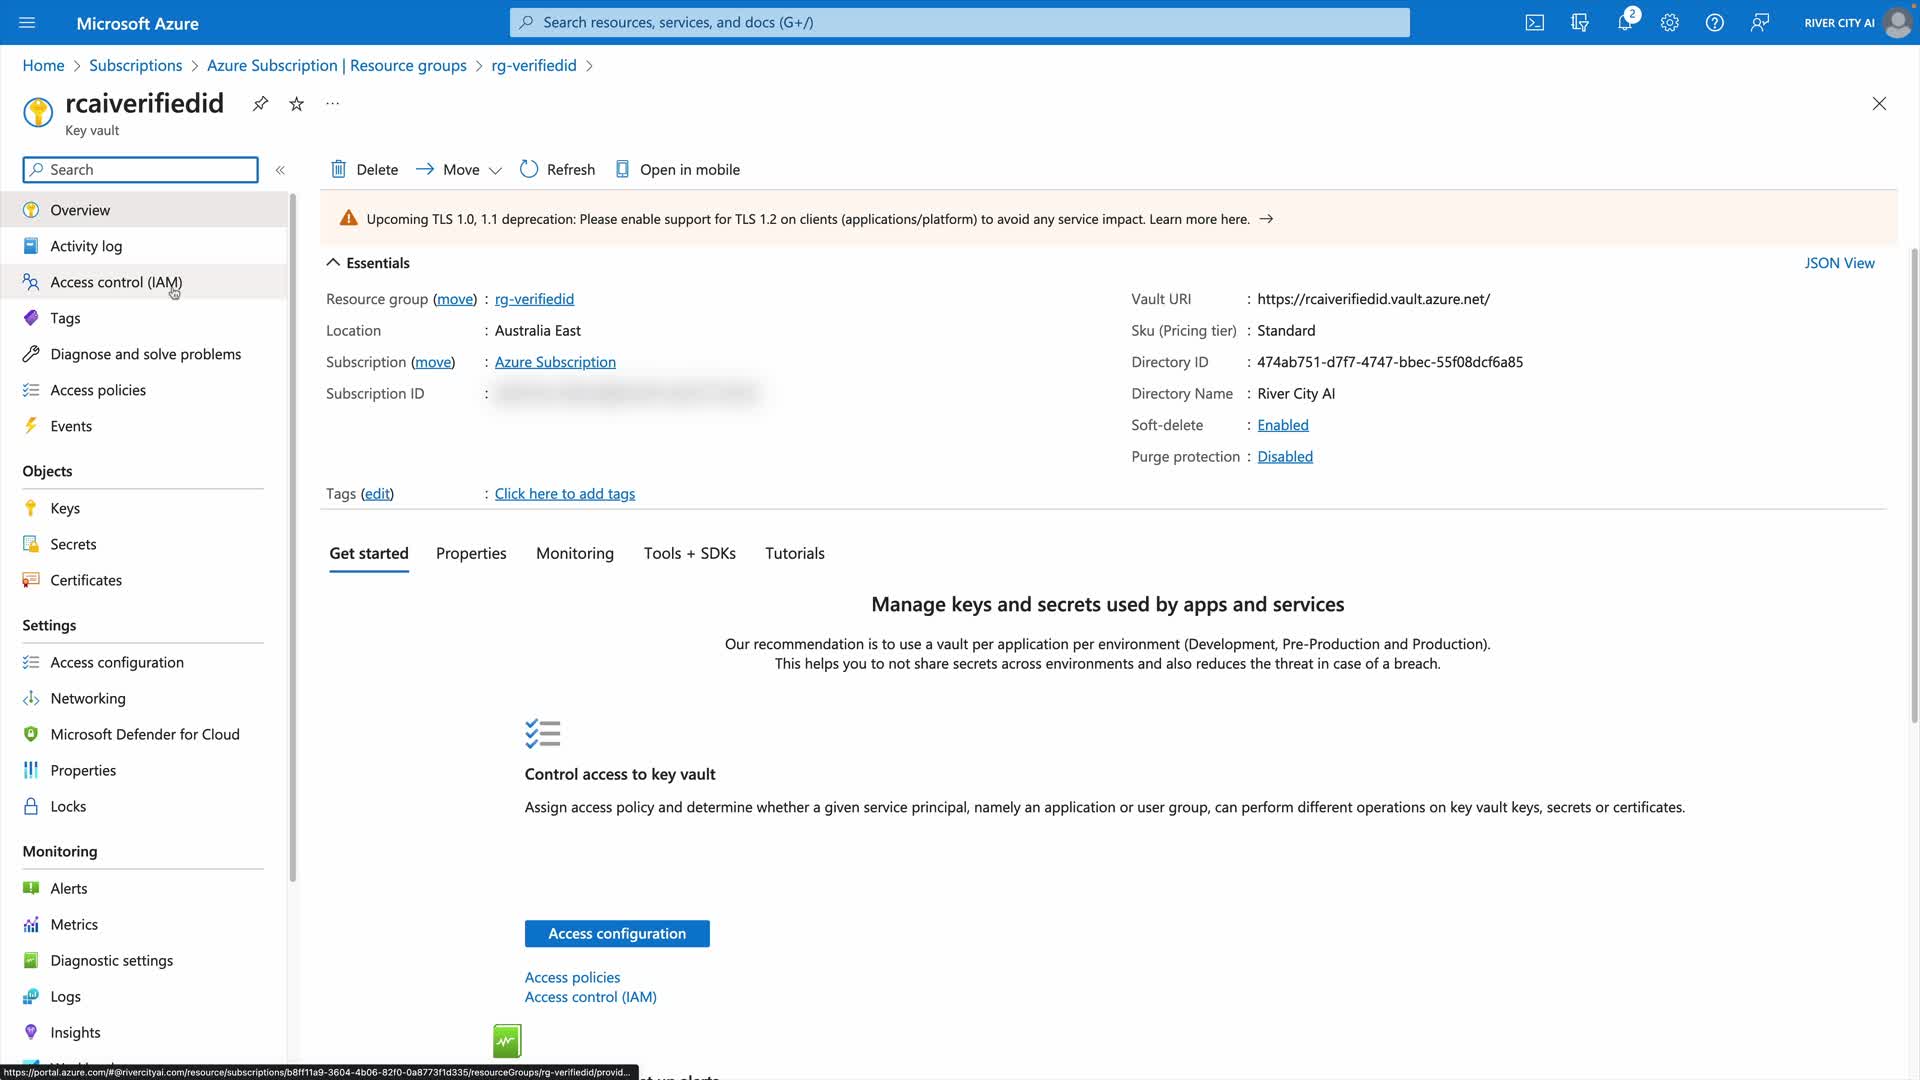 Microsoft Azure
Search resources, services, and docs (G+/)
2
RIVER CITY AI
Home > Subscriptions > Azure Subscription | Resource groups > rg-verifiedid >
rcaiverifiedid
Key vault
Search
Delete
Move
Refresh
Open in mobile
Overview
Activity log
Access control (IAM)
Tags
Diagnose and solve problems
Access policies
Events
Objects
Keys
Secrets
Certificates
Settings
Access configuration
Networking
Microsoft Defender for Cloud
Properties
Locks
Monitoring
Alerts
Metrics
Diagnostic settings
Logs
Insights
Upcoming TLS 1.0, 1.1 deprecation: Please enable support for TLS 1.2 on clients (applications/platform) to avoid any service impact. Learn more here. →
Essentials
JSON View
Resource group (move) : rg-verifiedid
Location : Australia East
Subscription (move) : Azure Subscription
Subscription ID :
Vault URI : https://rcaiverifiedid.vault.azure.net/
Sku (Pricing tier) : Standard
Directory ID : 474ab751-d7f7-4747-bbec-55f08dcf6a85
Directory Name : River City AI
Soft-delete : Enabled
Purge protection : Disabled
Tags (edit) : Click here to add tags
Get started
Properties
Monitoring
Tools + SDKs
Tutorials
Manage keys and secrets used by apps and services
Our recommendation is to use a vault per application per environment (Development, Pre-Production and Production).
This helps you to not share secrets across environments and also reduces the threat in case of a breach.
Control access to key vault
Assign access policy and determine whether a given service principal, namely an application or user group, can perform different operations on key vault keys, secrets or certificates.
Access configuration
Access policies
Access control (IAM)
https://portal.azure.com/#@rivercityai.com/resource/subscriptions/b8ff11a9-3604-4b06-82f0-0a8773f1d335/resourceGroups/rg-verifiedid/provid...